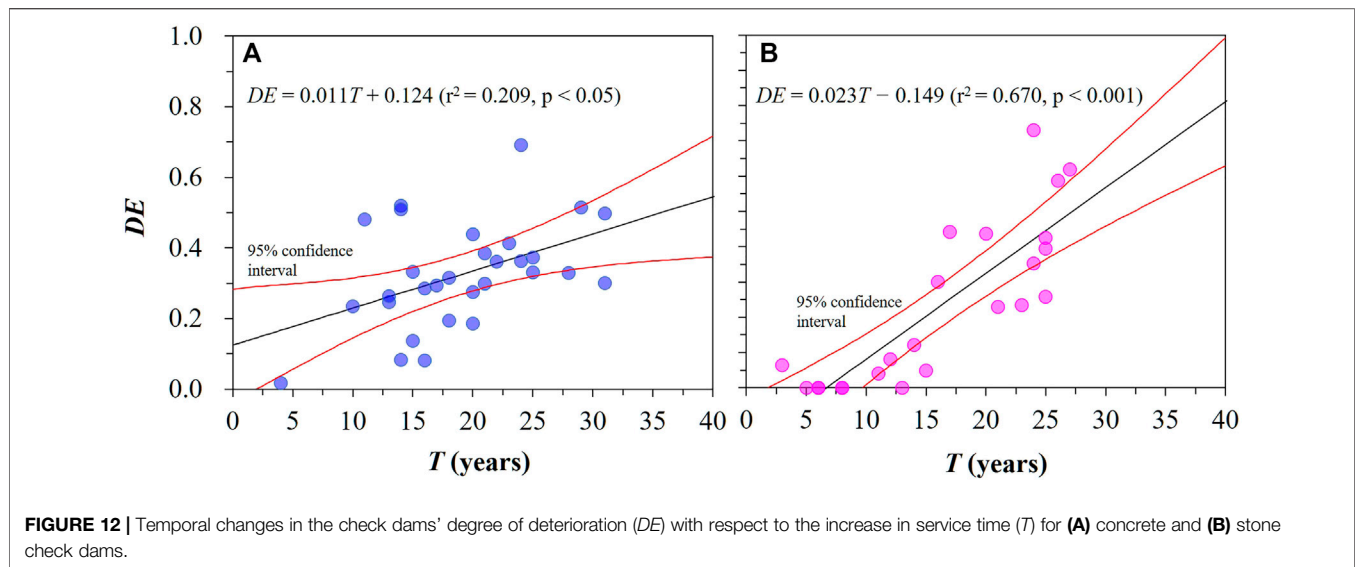 A
B
DE = 0.011T + 0.124 (r² = 0.209, p < 0.05)
DE = 0.023T − 0.149 (r² = 0.670, p < 0.001)
1.0
0.8
0.6
0.4
0.2
0.0
DE
95% confidence
interval
95% confidence
interval
0 5 10 15 20 25 30 35 40
0 5 10 15 20 25 30 35 40
T (years)
T (years)
FIGURE 12 | Temporal changes in the check dams' degree of deterioration (DE) with respect to the increase in service time (T) for (A) concrete and (B) stone
check dams.